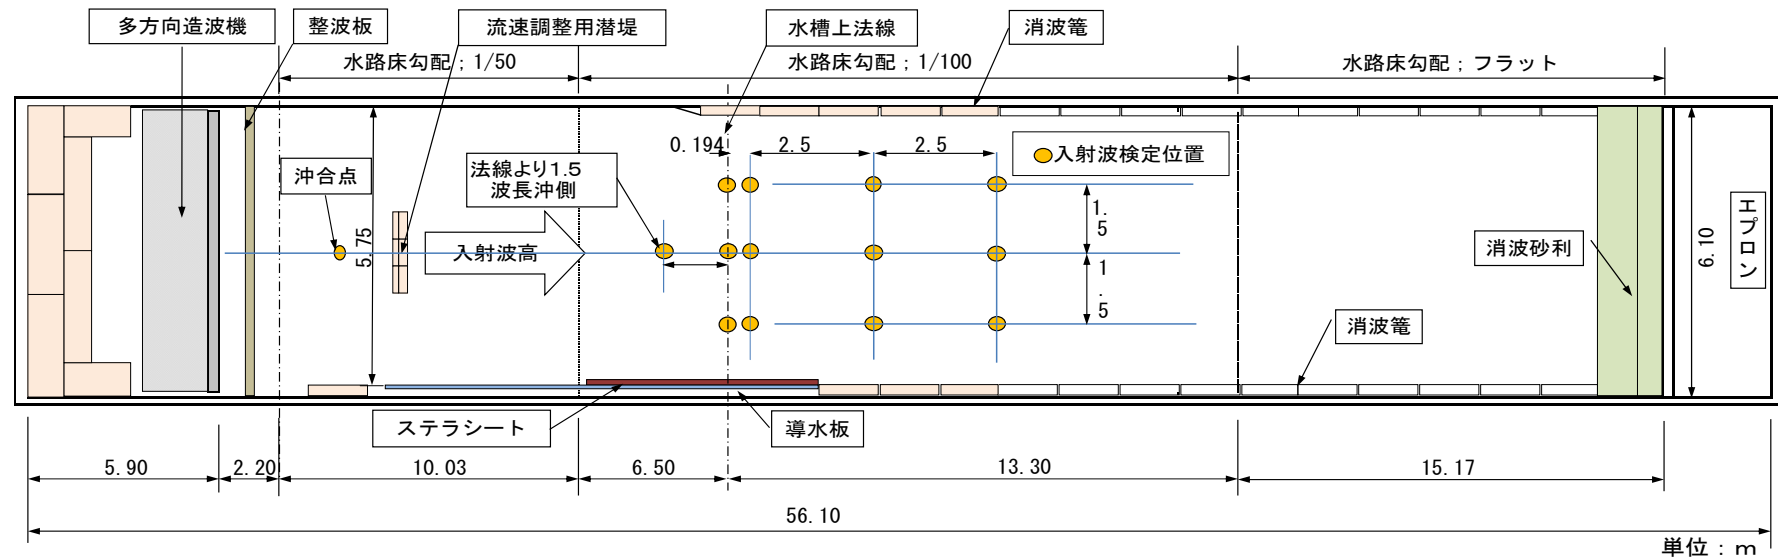 多方向造波機
整波板
流速調整用潜堤
水槽上法線
消波篭
水路床勾配；1/50
水路床勾配；1/100
水路床勾配；フラット
0.194
2.5
2.5
入射波検定位置
沖合点
法線より1.5
波長沖側
5.75
入射波高
1.5
1.5
消波砂利
6.10
エプロン
消波篭
ステラシート
導水板
5.90
2.20
10.03
6.50
13.30
15.17
56.10
単位：m